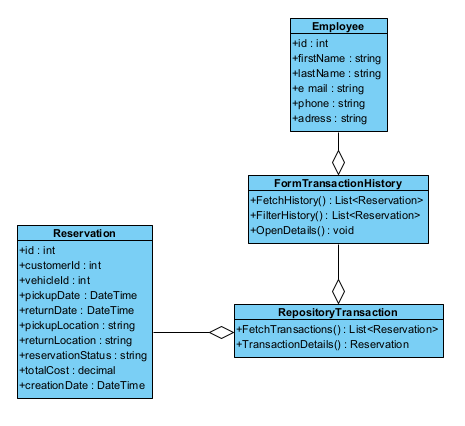 Employee
+id : int
+firstName : string
+lastName : string
+e mail : string
+phone : string
+adress : string
FormTransactionHistory
+FetchHistory() : List<Reservation>
+FilterHistory() : List<Reservation>
+OpenDetails() : void
Reservation
+id : int
+customerId : int
+vehicleId : int
+pickupDate : DateTime
+returnDate : DateTime
+pickupLocation : string
+returnLocation : string
+reservationStatus : string
+totalCost : decimal
+creationDate : DateTime
RepositoryTransaction
+FetchTransactions() : List<Reservation>
+TransactionDetails() : Reservation